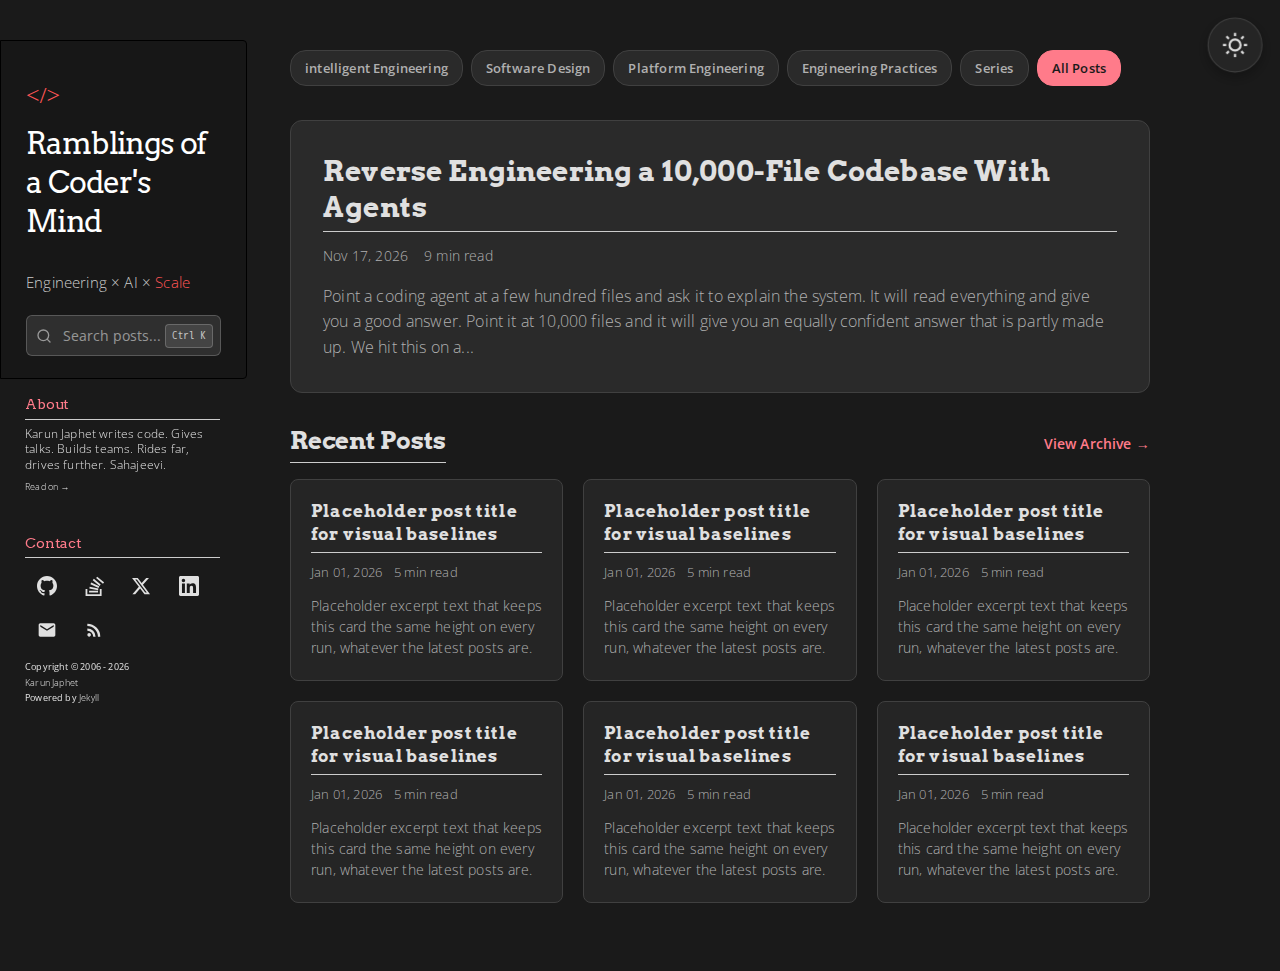 </>
Ramblings of
a Coder's
Mind
Engineering × AI × Scale
Search posts... Ctrl K
About
Karun Japhet writes code. Gives
talks. Builds teams. Rides far,
drives further. Sahajeevi.
Read on →
Contact
Copyright © 2006 - 2026
Karun Japhet
Powered by Jekyll
intelligent Engineering Software Design Platform Engineering Engineering Practices Series All Posts
Reverse Engineering a 10,000-File Codebase With
Agents
Nov 17, 2026 9 min read
Point a coding agent at a few hundred files and ask it to explain the system. It will read everything and give
you a good answer. Point it at 10,000 files and it will give you an equally confident answer that is partly made
up. We hit this on a...
Recent Posts View Archive →
Placeholder post title
for visual baselines
Jan 01, 2026 5 min read
Placeholder excerpt text that keeps
this card the same height on every
run, whatever the latest posts are.
Placeholder post title
for visual baselines
Jan 01, 2026 5 min read
Placeholder excerpt text that keeps
this card the same height on every
run, whatever the latest posts are.
Placeholder post title
for visual baselines
Jan 01, 2026 5 min read
Placeholder excerpt text that keeps
this card the same height on every
run, whatever the latest posts are.
Placeholder post title
for visual baselines
Jan 01, 2026 5 min read
Placeholder excerpt text that keeps
this card the same height on every
run, whatever the latest posts are.
Placeholder post title
for visual baselines
Jan 01, 2026 5 min read
Placeholder excerpt text that keeps
this card the same height on every
run, whatever the latest posts are.
Placeholder post title
for visual baselines
Jan 01, 2026 5 min read
Placeholder excerpt text that keeps
this card the same height on every
run, whatever the latest posts are.